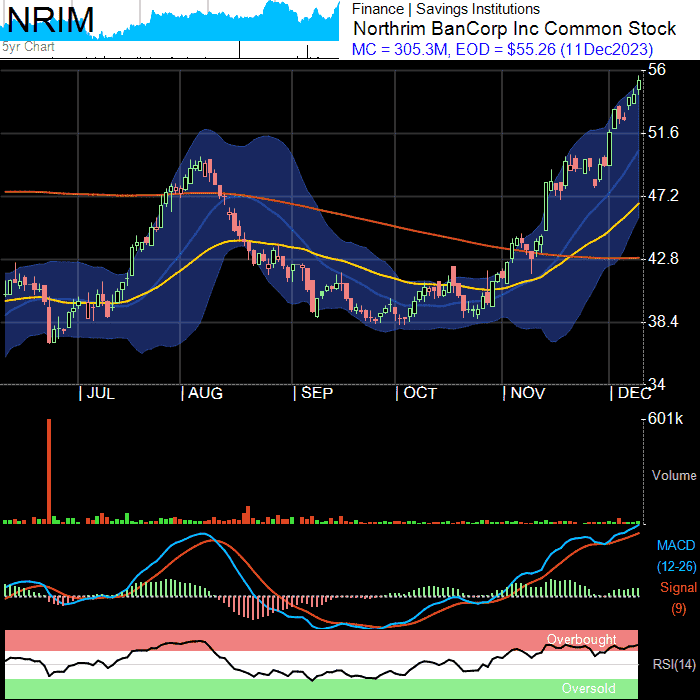 NRIM
5yr Chart
Finance | Savings Institutions
Northrim BanCorp Inc Common Stock
MC = 305.3M, EOD = $55.26 (11Dec2023)
56
51.6
47.2
42.8
38.4
34
JUL AUG SEP OCT NOV DEC
601k
Volume
MACD
(12-26)
Signal
(9)
Overbought
RSI(14)
Oversold